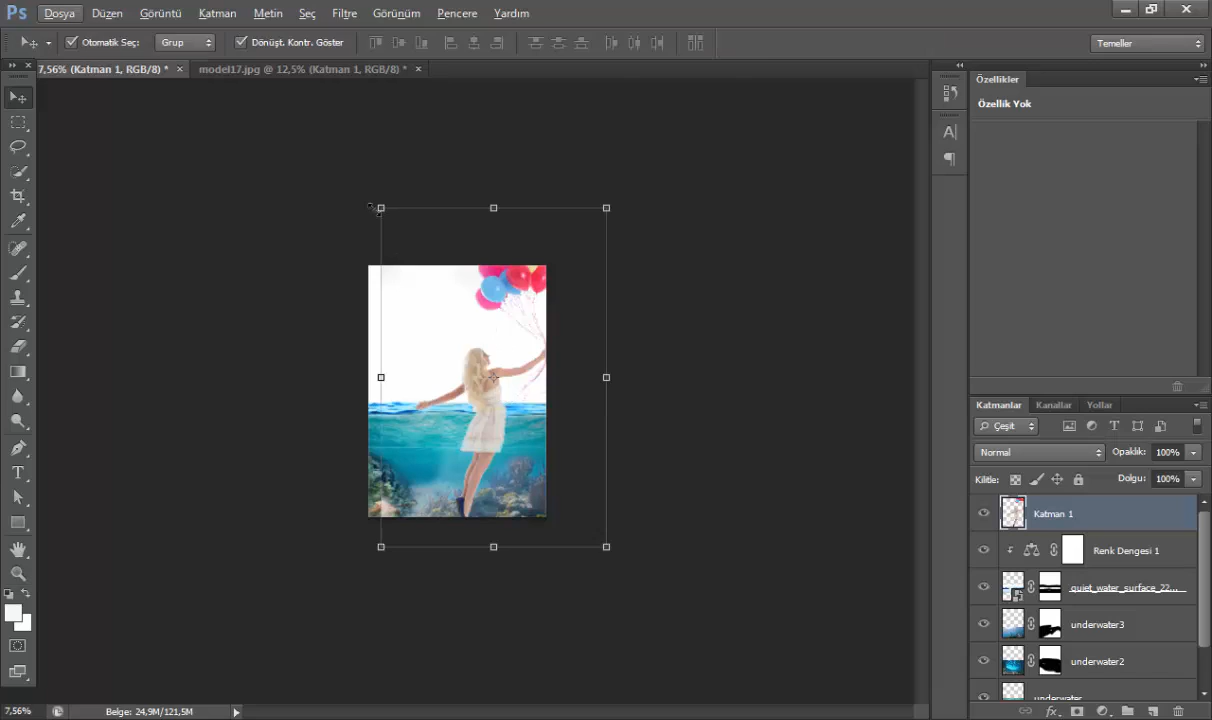 Ps Dosya Düzen Görüntü Katman Metin Seç Filtre Görünüm Pencere Yardım
Otomatik Seç: Grup Dönüşt. Kontr. Göster Temeller
7,56% (Katman 1, RGB/8) * × model17.jpg @ 12,5% (Katman 1, RGB/8) * ×
Özellikler
Özellik Yok
Katmanlar Kanallar Yollar
Çeşit
Normal Opaklık: 100%
Kilitle: Dolgu: 100%
Katman 1
Renk Dengesi 1
quiet_water_surface_22...
underwater3
underwater2
underwater
7,56% Belge: 24,9M/121,5M